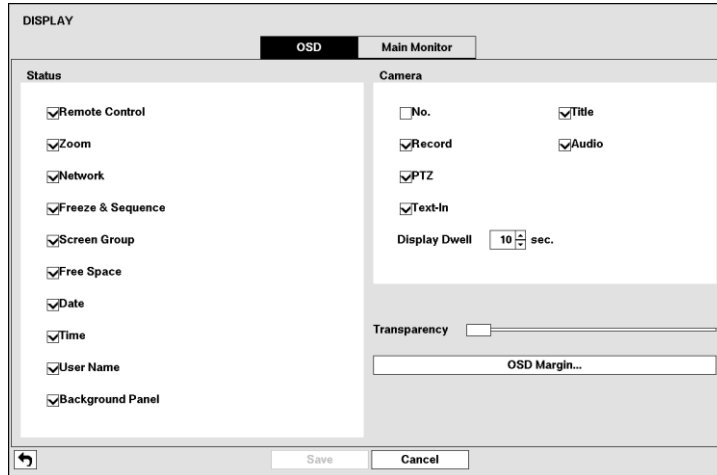 DISPLAY
OSD
Main Monitor
Status
Remote Control
Zoom
Network
Freeze & Sequence
Screen Group
Free Space
Date
Time
User Name
Background Panel
Camera
No.
Title
Record
Audio
PTZ
Text-In
Display Dwell 10 sec.
Transparency
OSD Margin...
Save
Cancel